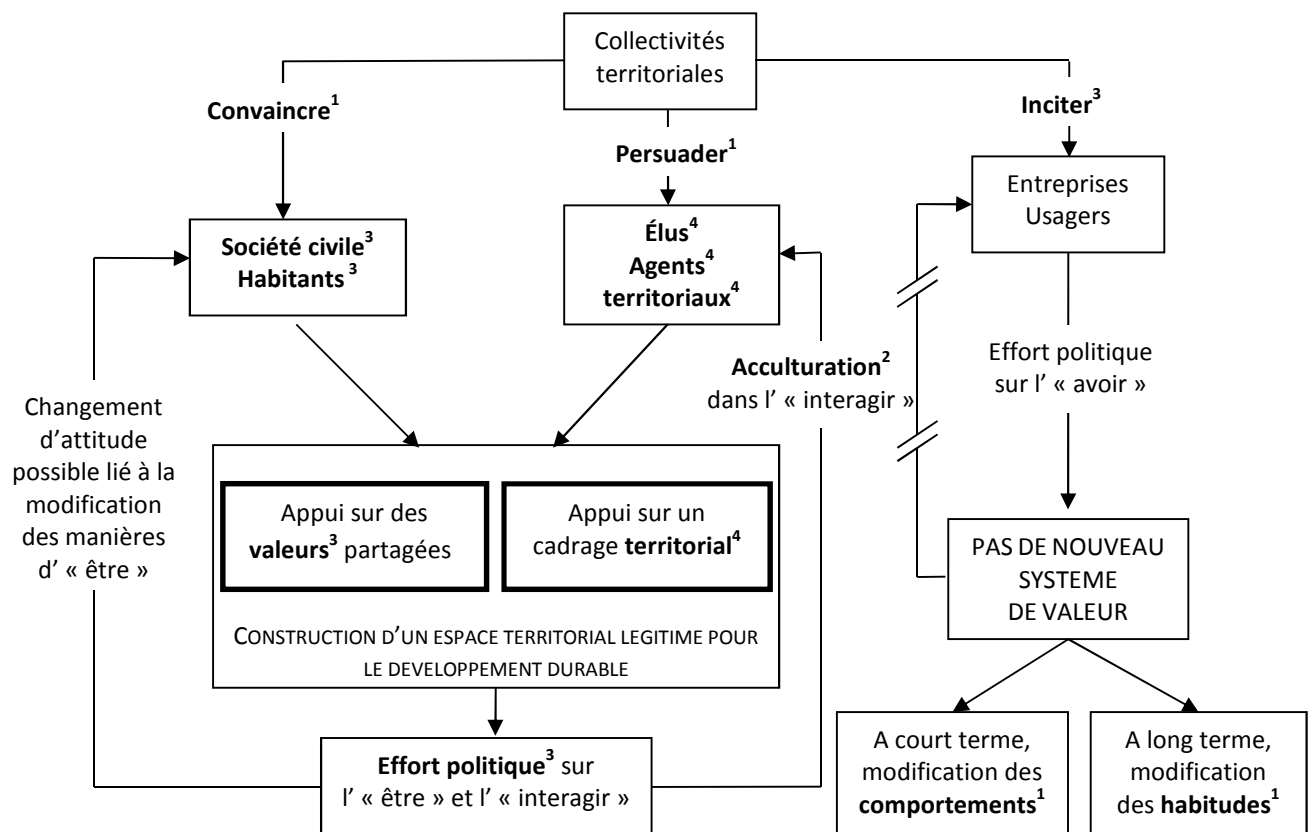 Collectivités
territoriales
Convaincre¹
Persuader¹
Inciter³
Société civile³
Habitants ³
Élus⁴
Agents⁴
territoriaux⁴
Entreprises
Usagers
Changement
d’attitude
possible lié à la
modification
des manières
d’ « être »
Acculturation²
dans l’ « interagir »
Effort politique
sur l’ « avoir »
Appui sur des
valeurs³ partagées
Appui sur un
cadrage territorial⁴
CONSTRUCTION D’UN ESPACE TERRITORIAL LEGITIME POUR
LE DEVELOPPEMENT DURABLE
PAS DE NOUVEAU
SYSTEME
DE VALEUR
Effort politique³ sur
l’ « être » et l’ « interagir »
A court terme,
modification des
comportements¹
A long terme,
modification
des habitudes¹